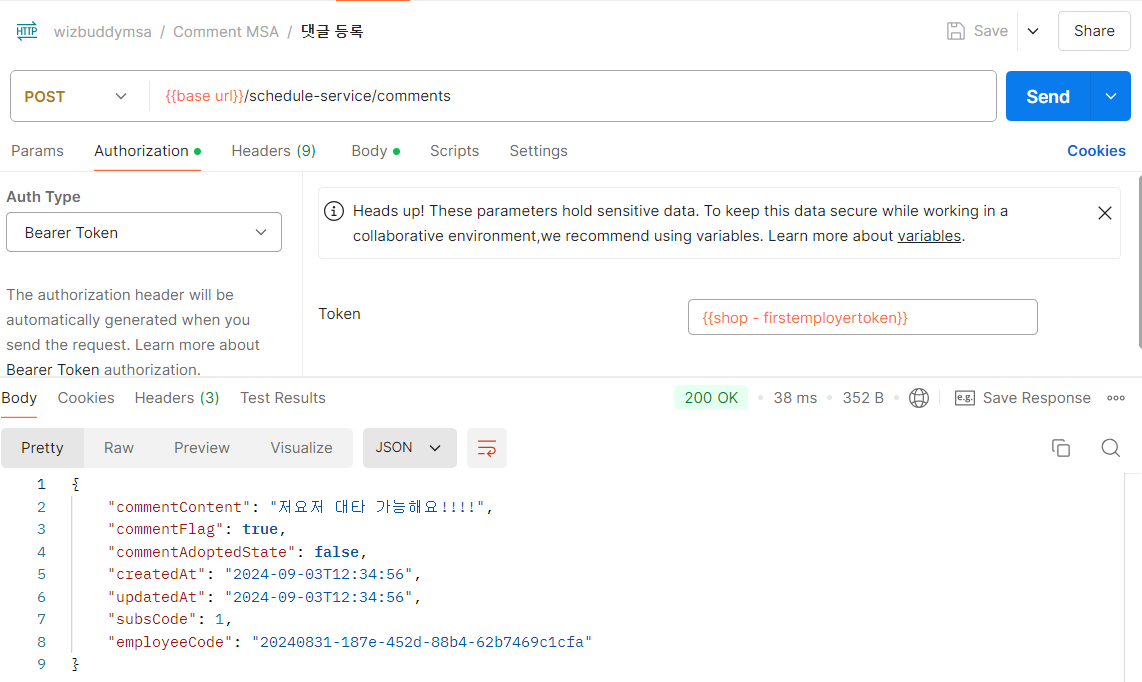 HTTP wizbuddymsa / Comment MSA / 댓글 등록 Save Share
POST {{base url}}/schedule-service/comments Send
Params Authorization Headers (9) Body Scripts Settings Cookies
Auth Type
Bearer Token
Heads up! These parameters hold sensitive data. To keep this data secure while working in a
collaborative environment,we recommend using variables. Learn more about variables.
The authorization header will be
automatically generated when you
send the request. Learn more about
Bearer Token authorization.
Token {{shop - firstemployertoken}}
Body Cookies Headers (3) Test Results 200 OK 38 ms 352 B e.g. Save Response
Pretty Raw Preview Visualize JSON
1 {
2 "commentContent": "저요저 대타 가능해요!!!!",
3 "commentFlag": true,
4 "commentAdoptedState": false,
5 "createdAt": "2024-09-03T12:34:56",
6 "updatedAt": "2024-09-03T12:34:56",
7 "subsCode": 1,
8 "employeeCode": "20240831-187e-452d-88b4-62b7469c1cfa"
9 }